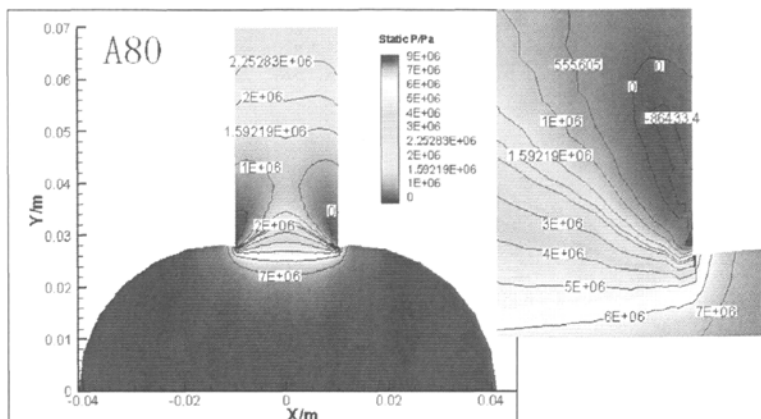 A80
Static P/Pa
9E+06
7E+06
6E+06
5E+06
4E+06
3E+06
2.25283E+06
2E+06
1.59219E+06
1E+06
0
Y/m
0.07
0.06
0.05
0.04
0.03
0.02
0.01
0
-0.04
-0.02
0
0.02
0.04
X/m
2.25283E+06
2E+06
1.59219E+06
1E+06
0
2E+06
7E+06
555605
0
0
-86433.4
1E+06
1.59219E+06
3E+06
4E+06
5E+06
6E+06
7E+06